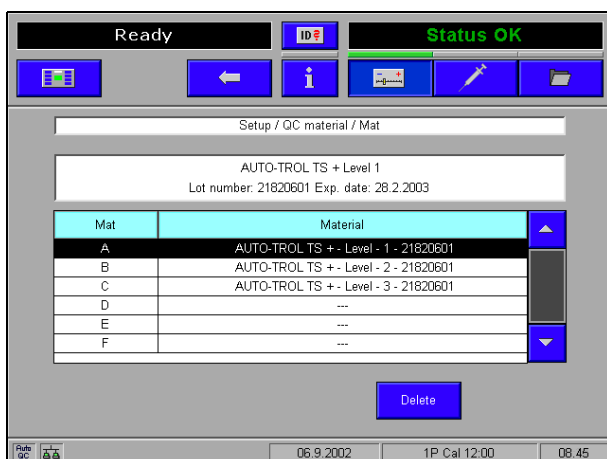 Ready
ID?
Status OK
i
Setup / QC material / Mat
AUTO-TROL TS + Level 1
Lot number: 21820601 Exp. date: 28.2.2003
Mat Material
A AUTO-TROL TS + - Level - 1 - 21820601
B AUTO-TROL TS + - Level - 2 - 21820601
C AUTO-TROL TS + - Level - 3 - 21820601
D ---
E ---
F ---
Delete
Auto
QC 06.9.2002 1P Cal 12:00 08.45